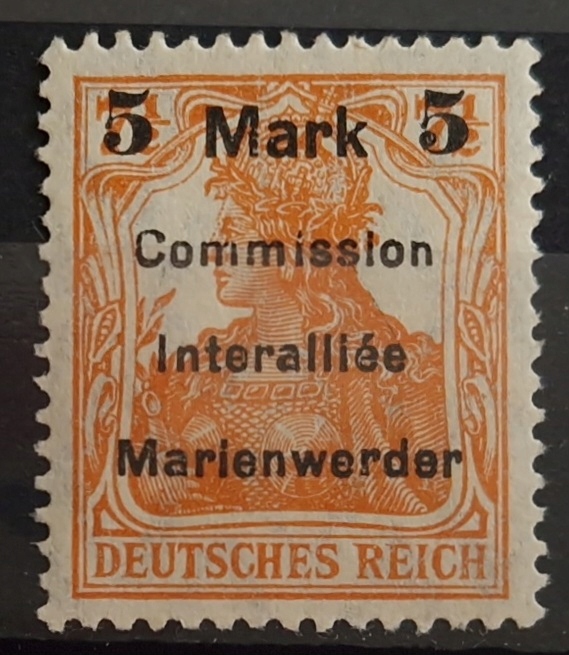 5 Mark 5
Commission
Interalliée
Marienwerder
DEUTSCHES REICH